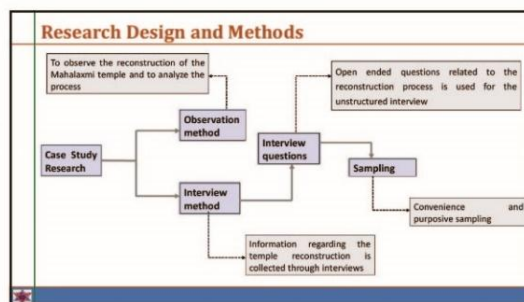 Research Design and Methods
To observe the reconstruction of the
Mahalaxmi temple and to analyze the
process
Open ended questions related to the
reconstruction process is used for the
unstructured interview
Observation
method
Interview
questions
Case Study
Research
Sampling
Interview
method
Convenience and
purposive sampling
Information regarding the
temple reconstruction is
collected through interviews